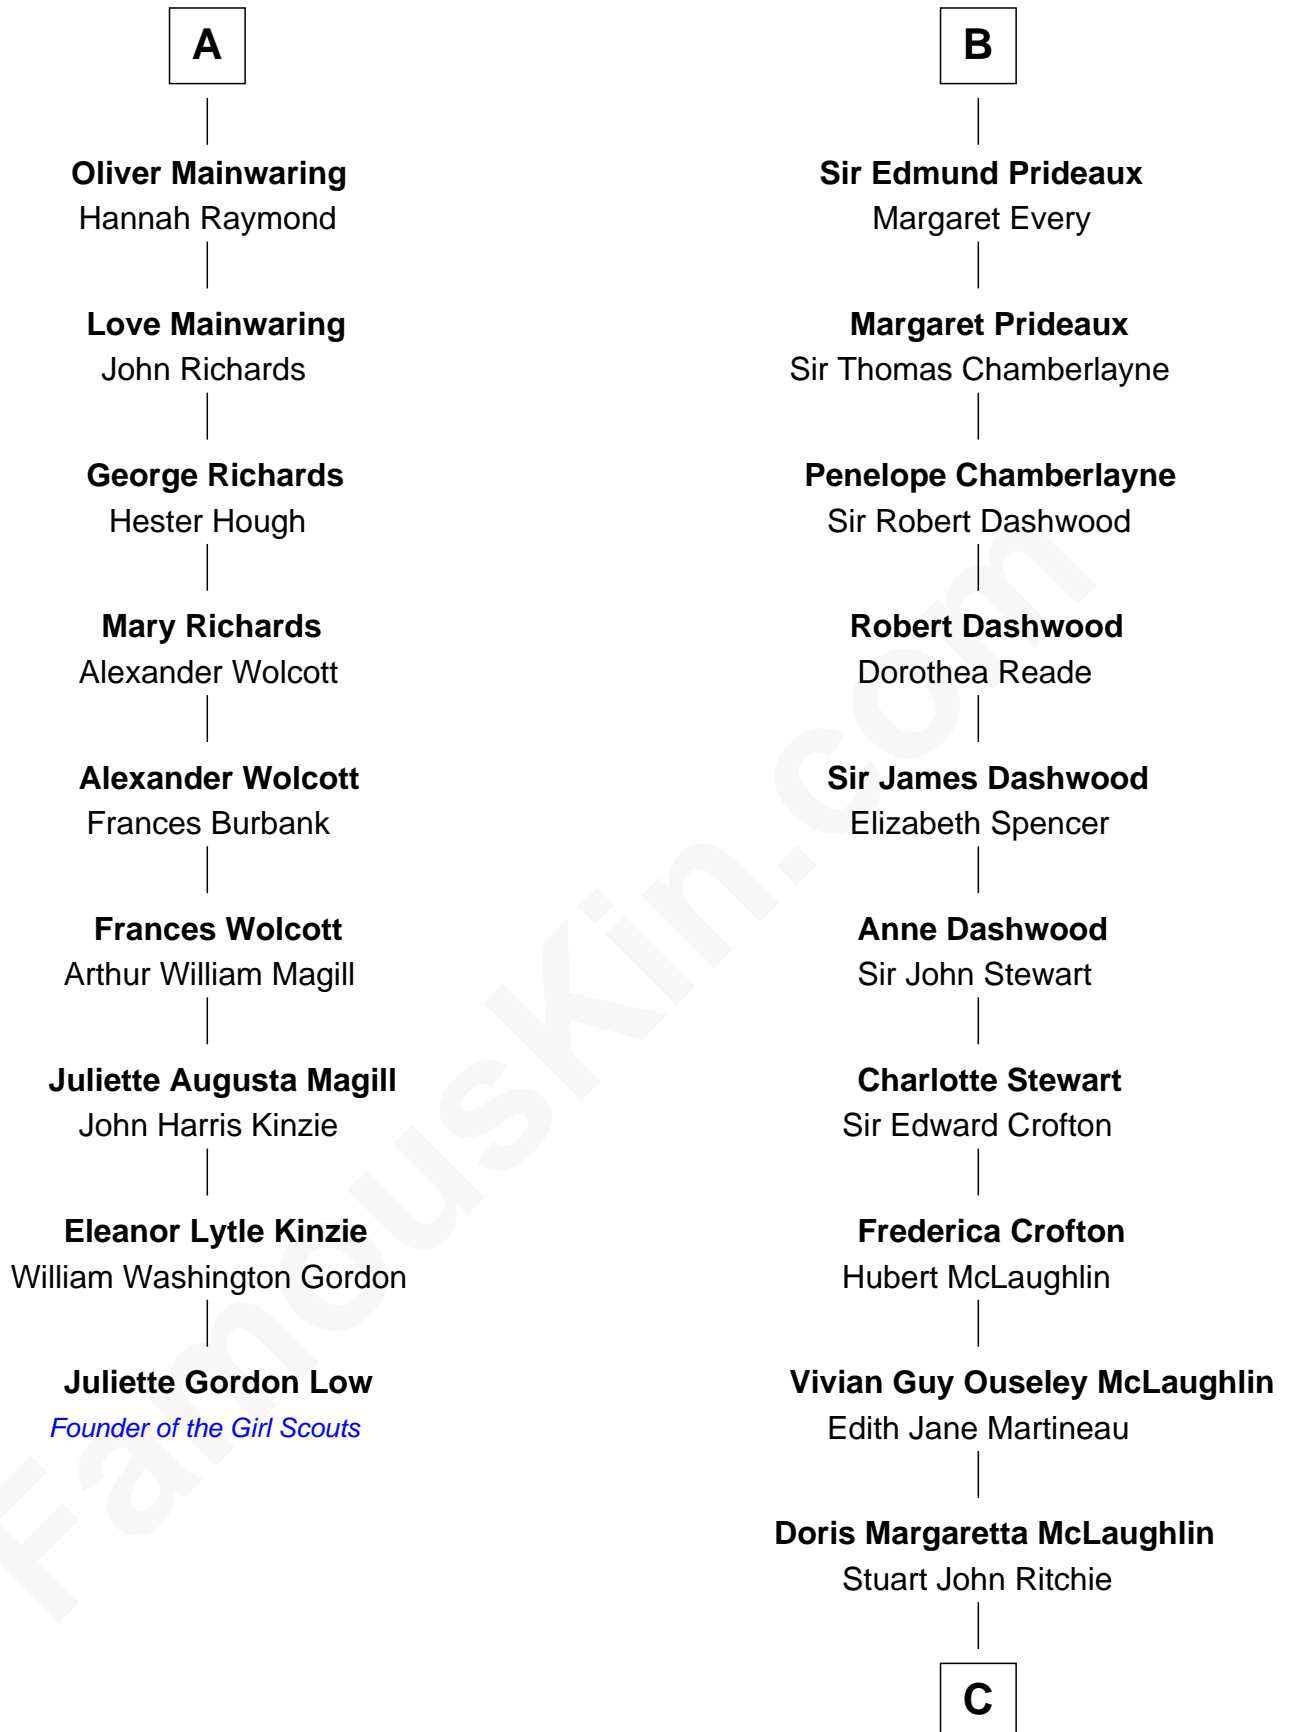 A
Oliver Mainwaring
Hannah Raymond
Love Mainwaring
John Richards
George Richards
Hester Hough
Mary Richards
Alexander Wolcott
Alexander Wolcott
Frances Burbank
Frances Wolcott
Arthur William Magill
Juliette Augusta Magill
John Harris Kinzie
Eleanor Lytle Kinzie
William Washington Gordon
Juliette Gordon Low
Founder of the Girl Scouts
B
Sir Edmund Prideaux
Margaret Every
Margaret Prideaux
Sir Thomas Chamberlayne
Penelope Chamberlayne
Sir Robert Dashwood
Robert Dashwood
Dorothea Reade
Sir James Dashwood
Elizabeth Spencer
Anne Dashwood
Sir John Stewart
Charlotte Stewart
Sir Edward Crofton
Frederica Crofton
Hubert McLaughlin
Vivian Guy Ouseley McLaughlin
Edith Jane Martineau
Doris Margaretta McLaughlin
Stuart John Ritchie
C
FamousKin.com